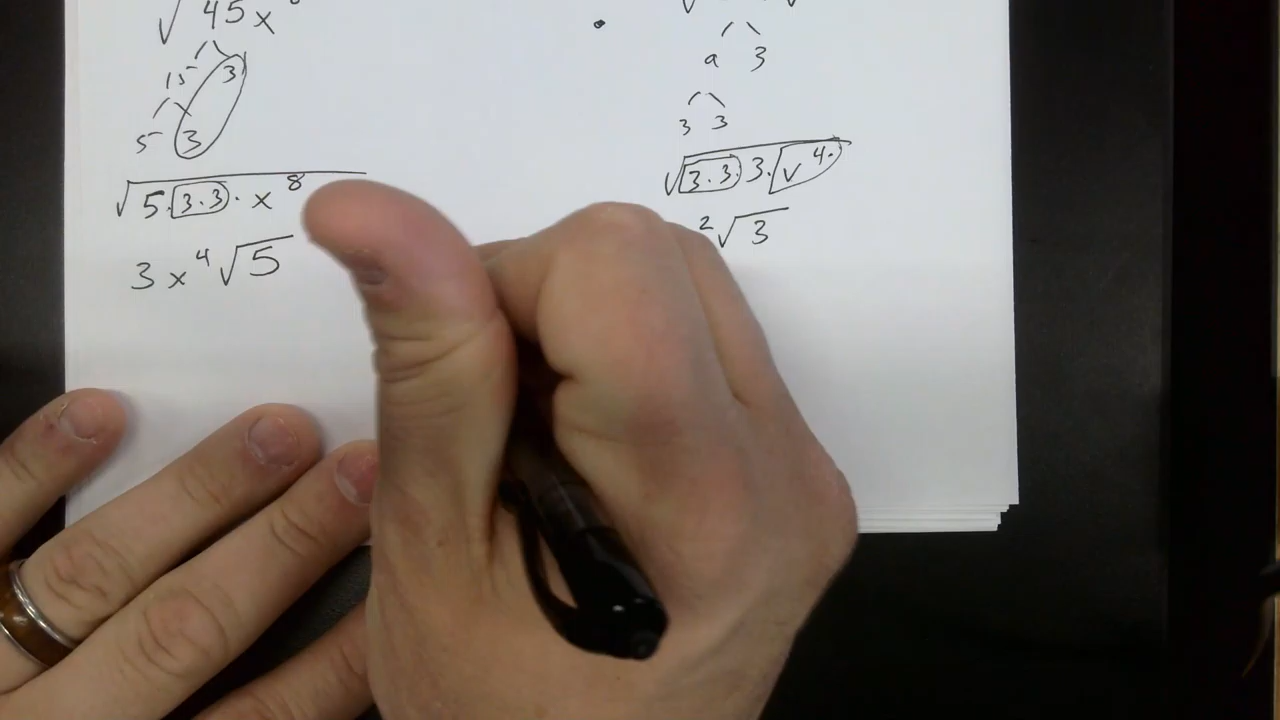 √45x
15 3
5 3
√5·3·3·x⁸
3x⁴√5
9 3
3 3
√3·3·3·v⁴·
²√3